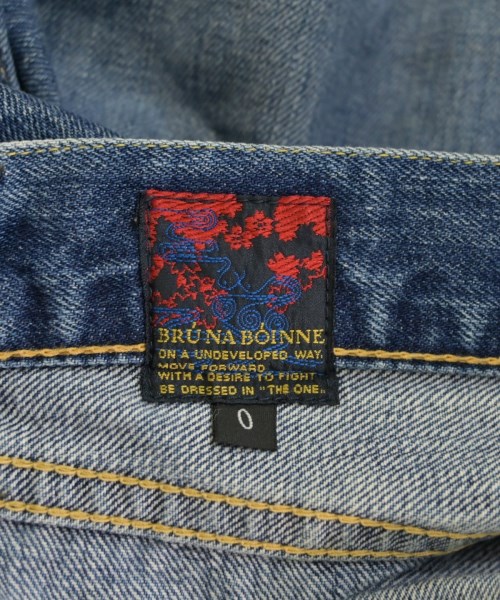 BRÚ NA BÓINNE
ON A UNDEVELOPED WAY.
MOVE FORWARD
WITH A DESIRE TO FIGHT
BE DRESSED IN "THE ONE."
0